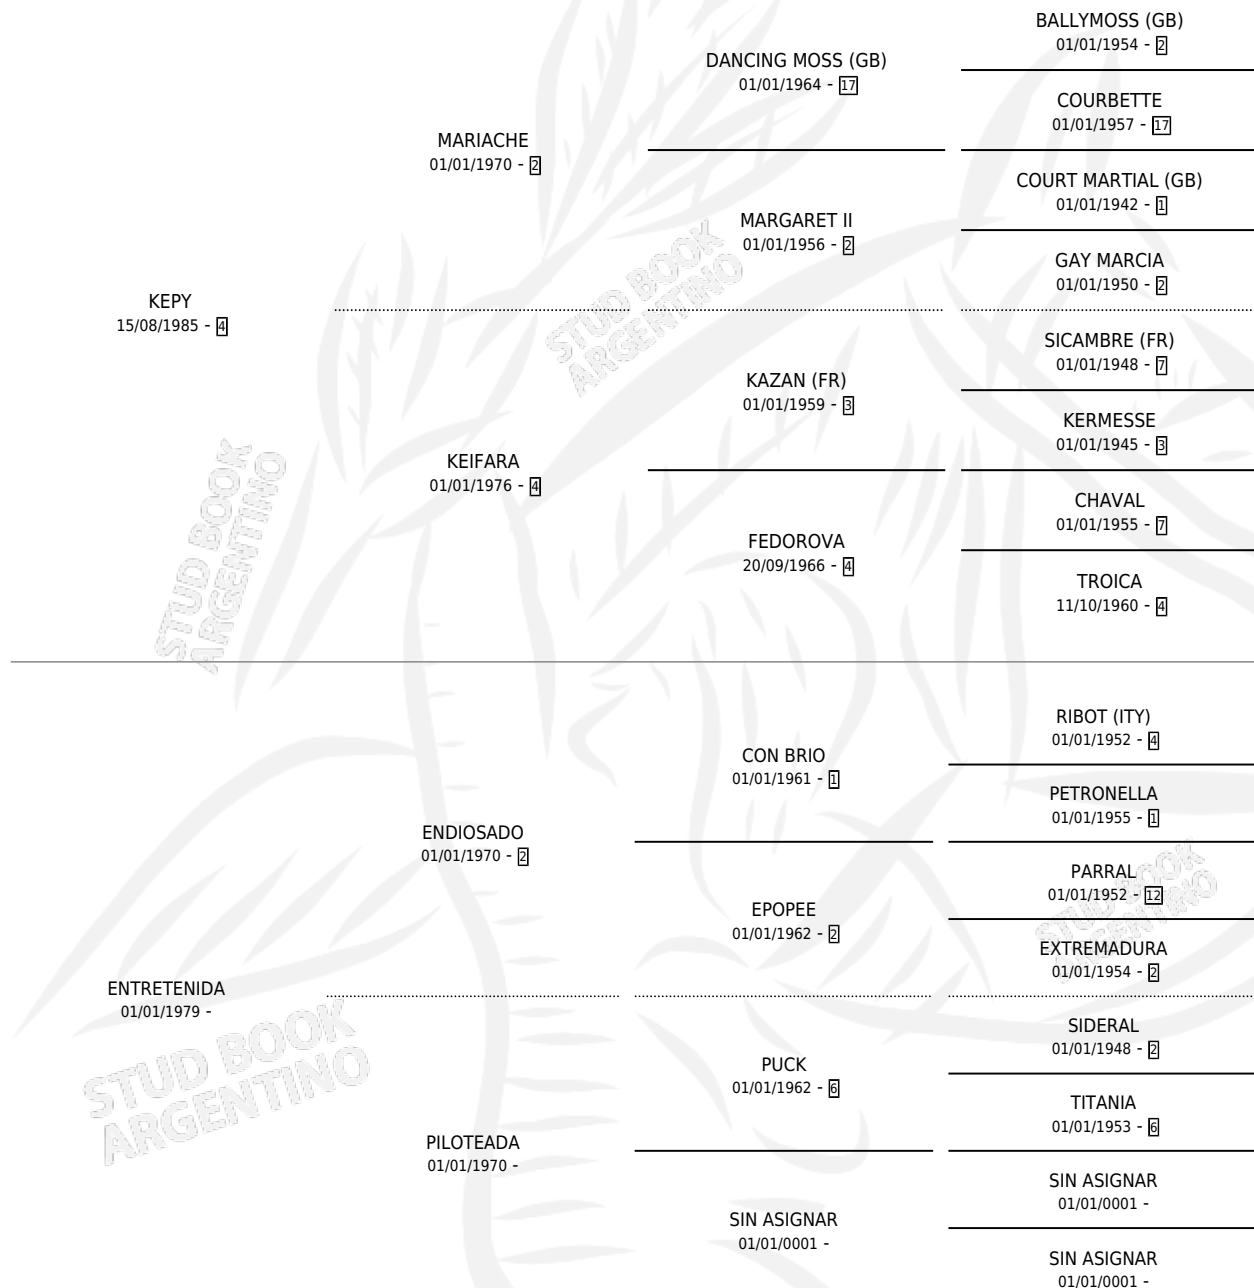 BALLYMOSS (GB)
01/01/1954 - 2
DANCING MOSS (GB)
01/01/1964 - 17
COURBETTE
01/01/1957 - 17
MARIACHE
01/01/1970 - 2
COURT MARTIAL (GB)
01/01/1942 - 1
MARGARET II
01/01/1956 - 2
GAY MARCIA
01/01/1950 - 2
KEPY
15/08/1985 - 4
STUD BOOK
ARGENTINO
SICAMBRE (FR)
01/01/1948 - 7
KAZAN (FR)
01/01/1959 - 3
KERMESSE
01/01/1945 - 3
KEIFARA
01/01/1976 - 4
CHAVAL
01/01/1955 - 7
FEDOROVA
20/09/1966 - 4
TROICA
11/10/1960 - 4
STUD BOOK
ARGENTINO
RIBOT (ITY)
01/01/1952 - 4
CON BRIO
01/01/1961 - 1
PETRONELLA
01/01/1955 - 1
ENDIOSADO
01/01/1970 - 2
PARRAL
01/01/1952 - 12
EPOPEE
01/01/1962 - 2
EXTREMADURA
01/01/1954 - 2
STUD BOOK
ARGENTINO
ENTRETENIDA
01/01/1979 -
SIDERAL
01/01/1948 - 2
PUCK
01/01/1962 - 6
TITANIA
01/01/1953 - 6
STUD BOOK
ARGENTINO
PILOTEADA
01/01/1970 -
SIN ASIGNAR
01/01/0001 -
SIN ASIGNAR
01/01/0001 -
SIN ASIGNAR
01/01/0001 -